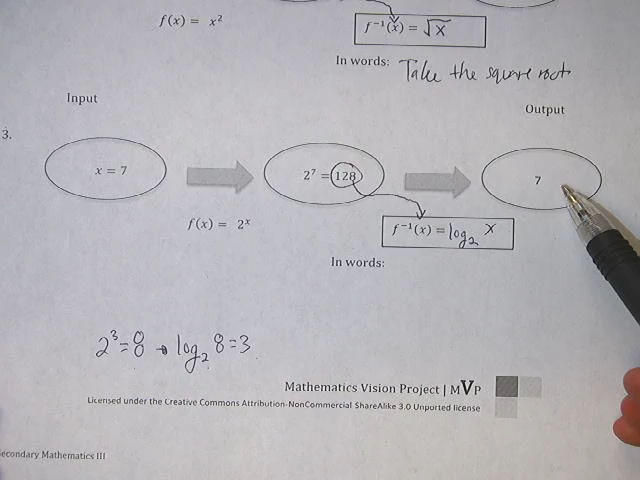 f(x) = x²
f⁻¹(x) = √x
In words: Take the square root
Input
Output
3.
x = 7
2⁷ = 128
7
f(x) = 2ˣ
f⁻¹(x) = log₂ x
In words:
2³=8 → log₂ 8=3
Mathematics Vision Project | MVP
Licensed under the Creative Commons Attribution-NonCommercial ShareAlike 3.0 Unported license
econdary Mathematics III